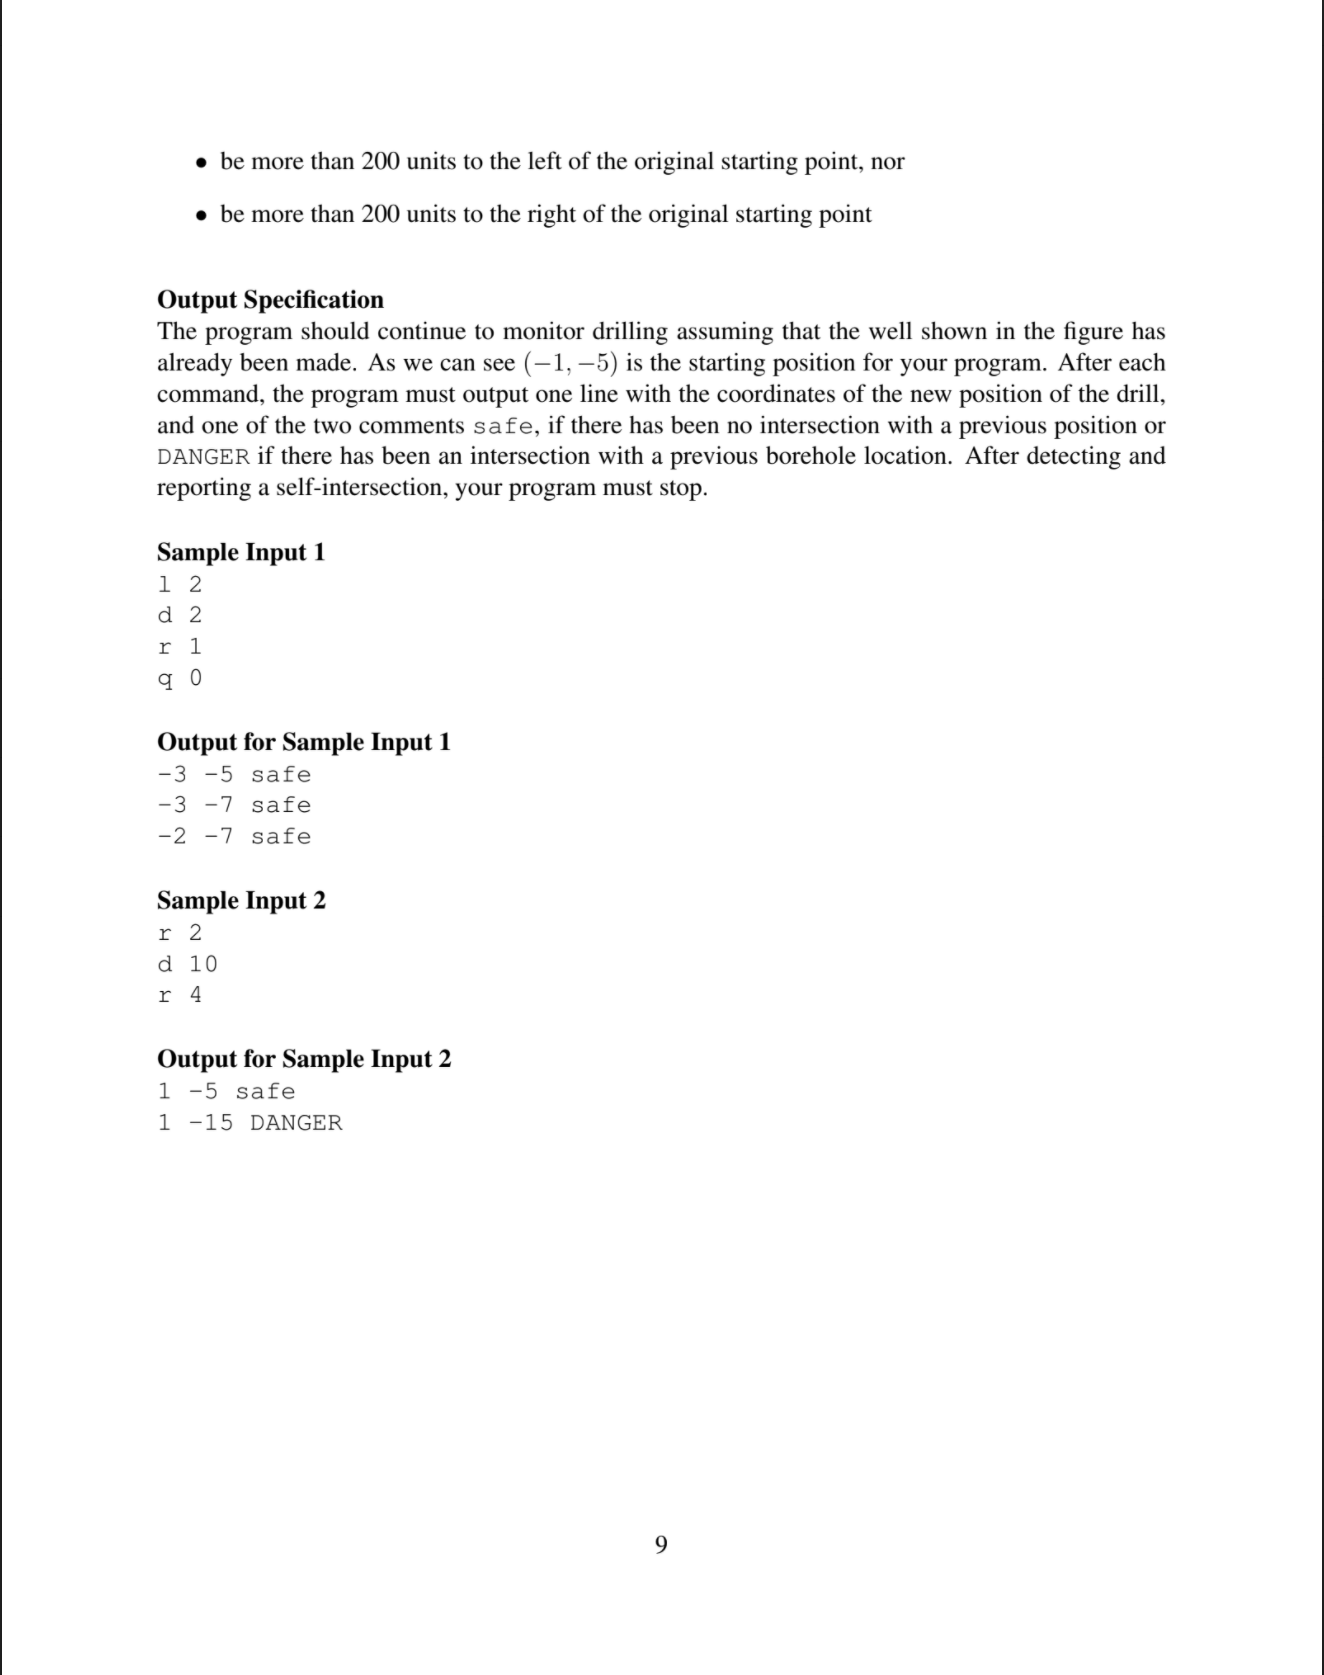 • be more than 200 units to the left of the original starting point, nor
• be more than 200 units to the right of the original starting point
Output Specification
The program should continue to monitor drilling assuming that the well shown in the figure has
already been made. As we can see (−1, −5) is the starting position for your program. After each
command, the program must output one line with the coordinates of the new position of the drill,
and one of the two comments safe, if there has been no intersection with a previous position or
DANGER if there has been an intersection with a previous borehole location. After detecting and
reporting a self-intersection, your program must stop.
Sample Input 1
l 2
d 2
r 1
q 0
Output for Sample Input 1
-3 -5 safe
-3 -7 safe
-2 -7 safe
Sample Input 2
r 2
d 10
r 4
Output for Sample Input 2
1 -5 safe
1 -15 DANGER
9